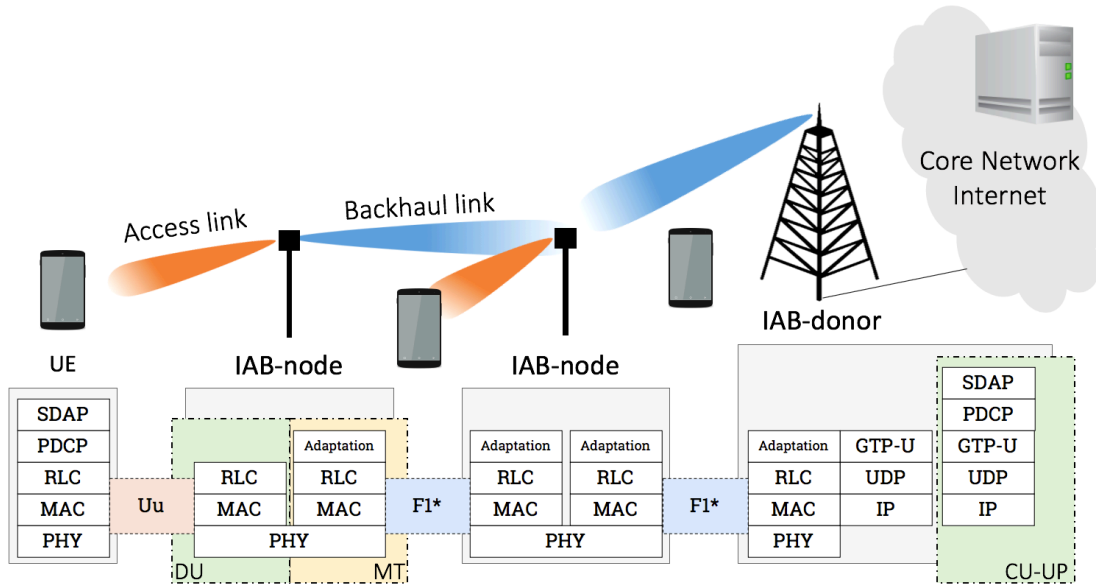 Core Network
Internet
Access link
Backhaul link
IAB-donor
UE
IAB-node
IAB-node
SDAP
PDCP
RLC
MAC
PHY
Uu
RLC
MAC
Adaptation
RLC
MAC
PHY
DU
MT
F1*
Adaptation
RLC
MAC
Adaptation
RLC
MAC
PHY
F1*
Adaptation
RLC
MAC
PHY
GTP-U
UDP
IP
SDAP
PDCP
GTP-U
UDP
IP
CU-UP